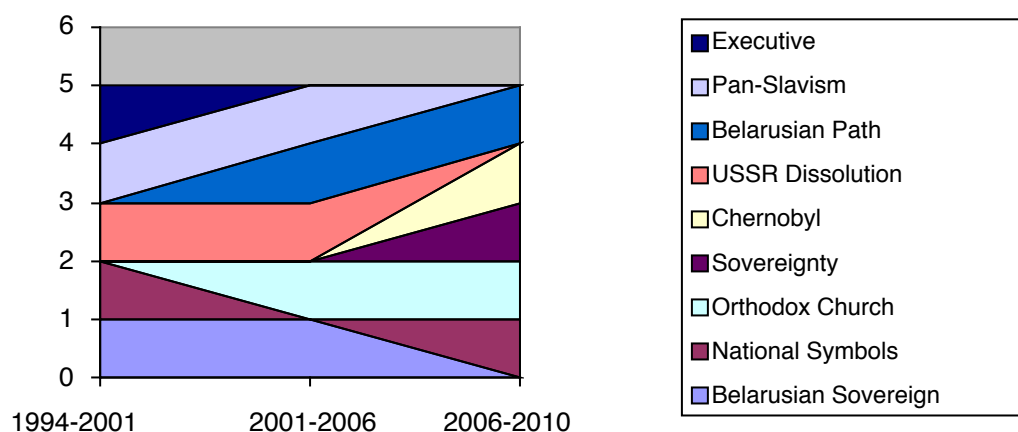 6
5
4
3
2
1
0
1994-2001
2001-2006
2006-2010
Executive
Pan-Slavism
Belarusian Path
USSR Dissolution
Chernobyl
Sovereignty
Orthodox Church
National Symbols
Belarusian Sovereign